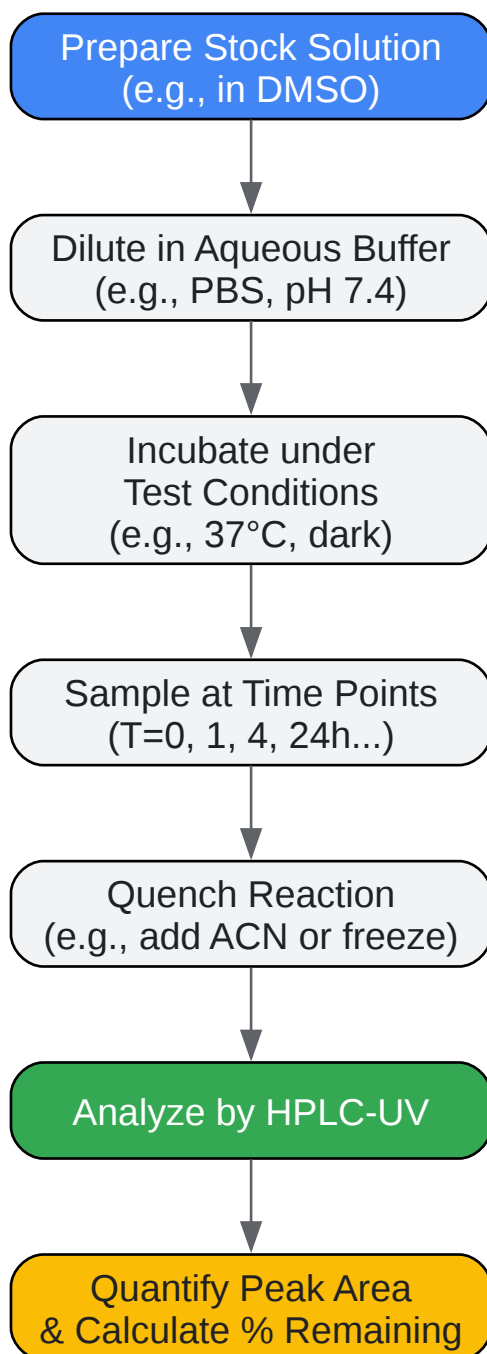 Prepare Stock Solution
(e.g., in DMSO)
Dilute in Aqueous Buffer
(e.g., PBS, pH 7.4)
Incubate under
Test Conditions
(e.g., 37°C, dark)
Sample at Time Points
(T=0, 1, 4, 24h...)
Quench Reaction
(e.g., add ACN or freeze)
Analyze by HPLC-UV
Quantify Peak Area
& Calculate % Remaining